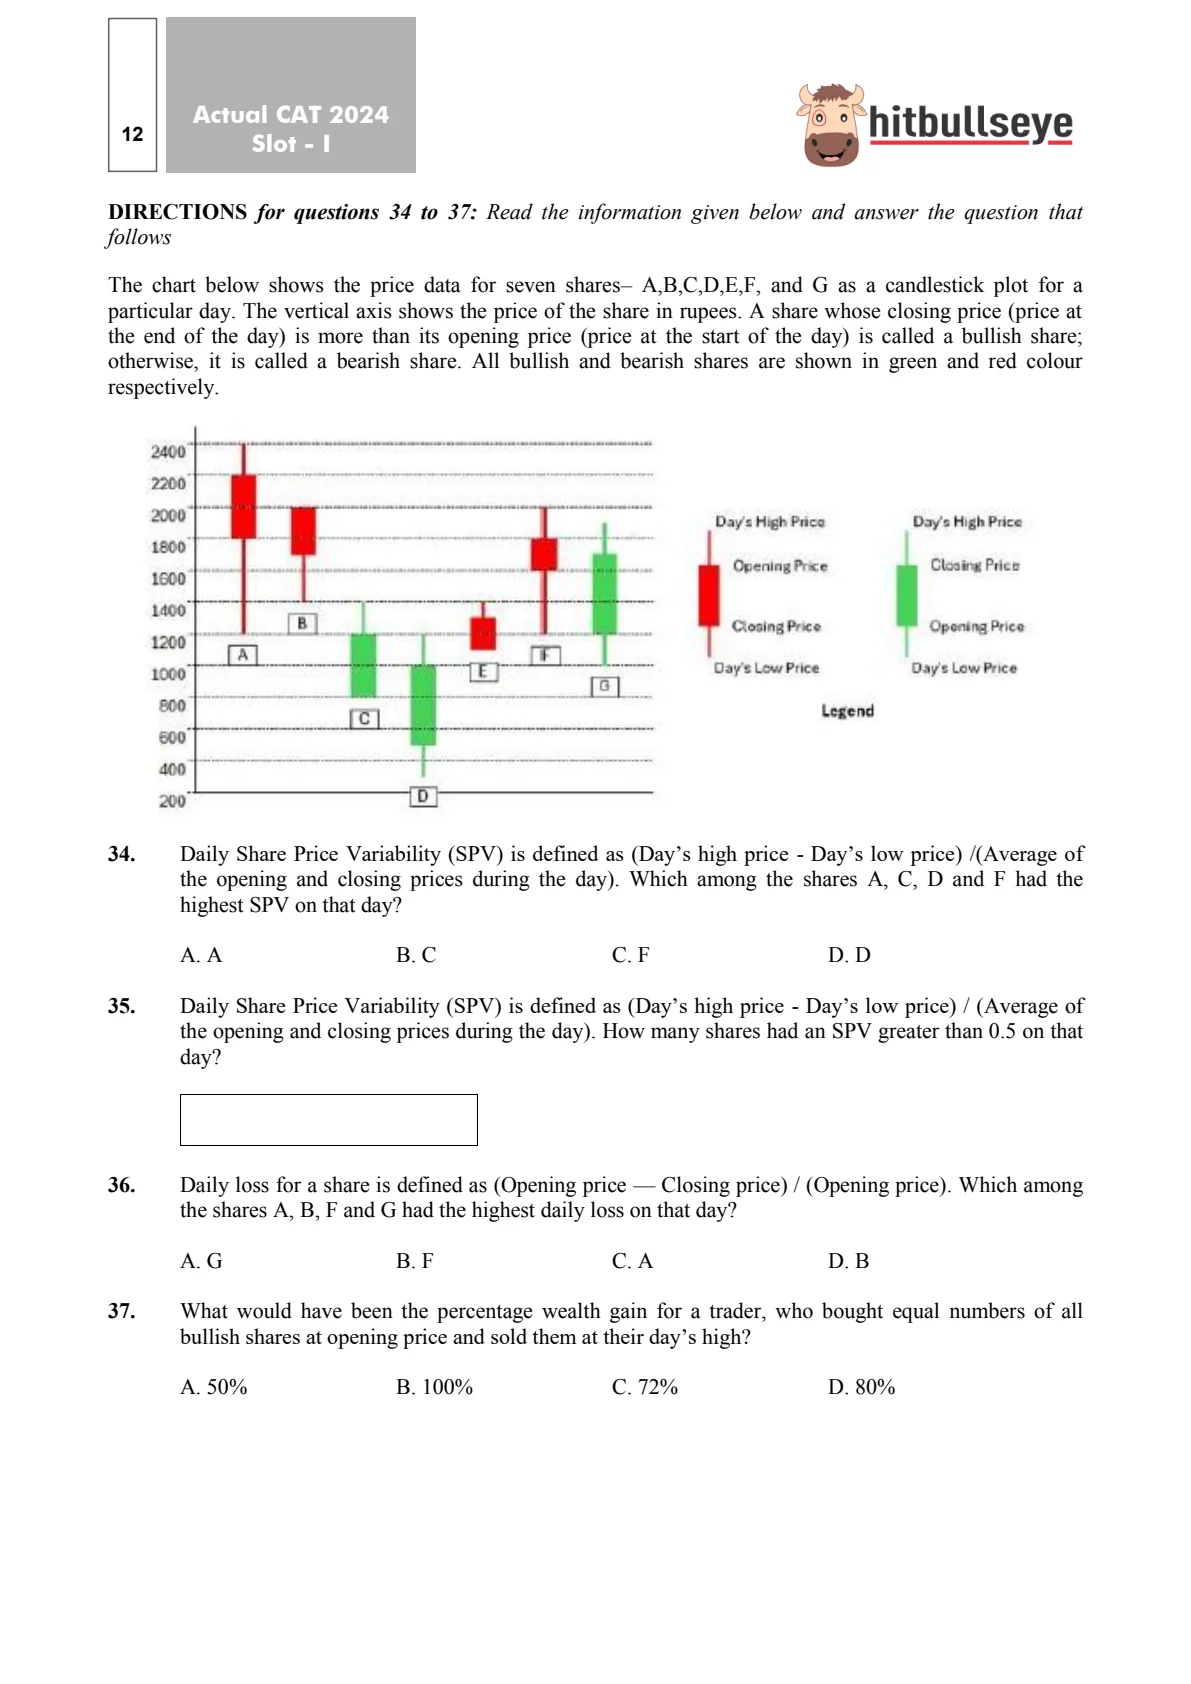 12
Actual CAT 2024
Slot - I
hitbullseye
DIRECTIONS for questions 34 to 37: Read the information given below and answer the question that
follows
The chart below shows the price data for seven shares– A,B,C,D,E,F, and G as a candlestick plot for a
particular day. The vertical axis shows the price of the share in rupees. A share whose closing price (price at
the end of the day) is more than its opening price (price at the start of the day) is called a bullish share;
otherwise, it is called a bearish share. All bullish and bearish shares are shown in green and red colour
respectively.
2400
2200
2000
1800
1600
1400
1200
1000
800
600
400
200
A
B
C
D
E
F
G
Day's High Price
Opening Price
Closing Price
Day's Low Price
Day's High Price
Closing Price
Opening Price
Day's Low Price
Legend
34. Daily Share Price Variability (SPV) is defined as (Day’s high price - Day’s low price) /(Average of
the opening and closing prices during the day). Which among the shares A, C, D and F had the
highest SPV on that day?
A. A B. C C. F D. D
35. Daily Share Price Variability (SPV) is defined as (Day’s high price - Day’s low price) / (Average of
the opening and closing prices during the day). How many shares had an SPV greater than 0.5 on that
day?
36. Daily loss for a share is defined as (Opening price — Closing price) / (Opening price). Which among
the shares A, B, F and G had the highest daily loss on that day?
A. G B. F C. A D. B
37. What would have been the percentage wealth gain for a trader, who bought equal numbers of all
bullish shares at opening price and sold them at their day’s high?
A. 50% B. 100% C. 72% D. 80%